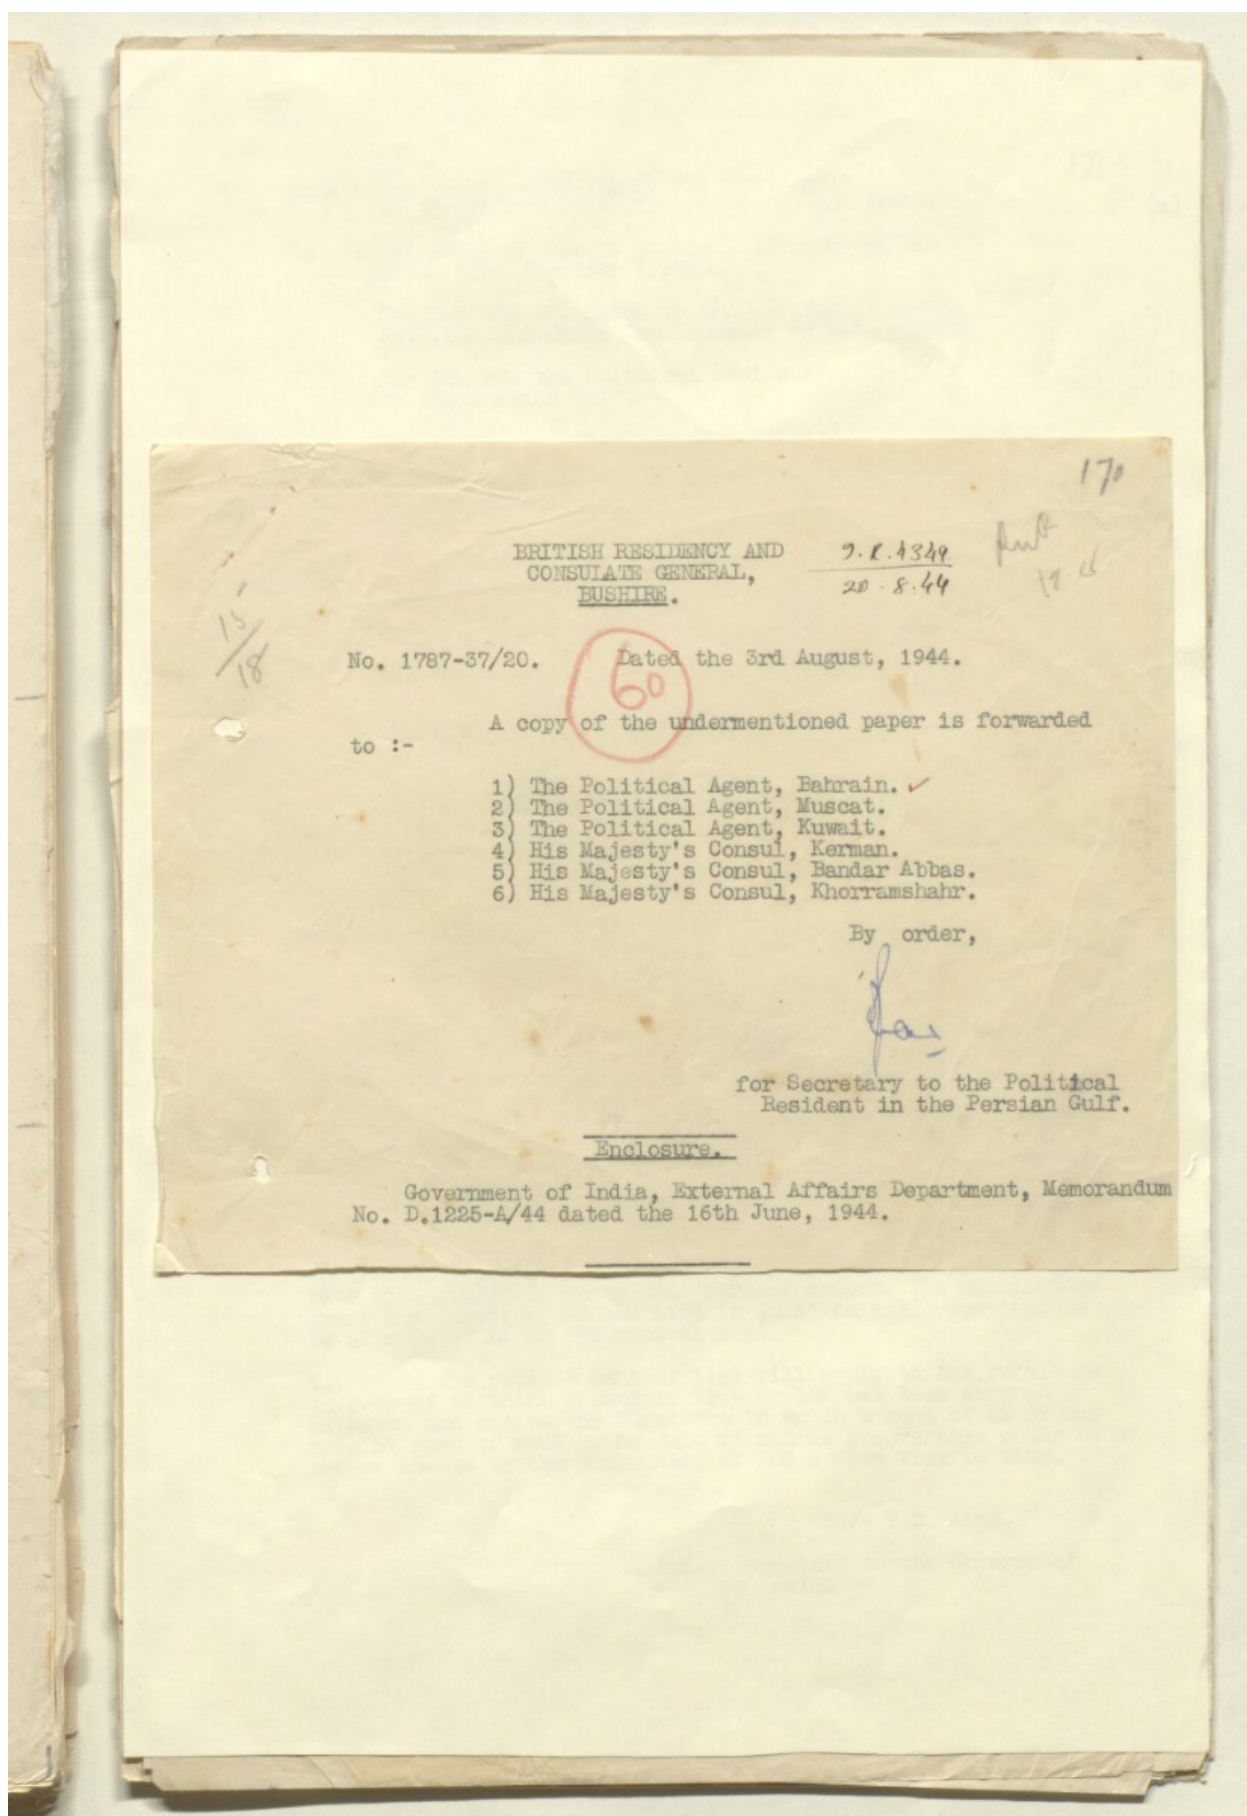 170
BRITISH RESIDENCY AND
CONSULATE GENERAL,
BUSHIRE.
4349
20.8.44
15/18
No. 1787-37/20. Dated the 3rd August, 1944.
60
A copy of the undermentioned paper is forwarded
to :-
1) The Political Agent, Bahrain. ✓
2) The Political Agent, Muscat.
3) The Political Agent, Kuwait.
4) His Majesty's Consul, Kerman.
5) His Majesty's Consul, Bandar Abbas.
6) His Majesty's Consul, Khorramshahr.
By order,
for Secretary to the Political
Resident in the Persian Gulf.
Enclosure.
Government of India, External Affairs Department, Memorandum
No. D.1225-A/44 dated the 16th June, 1944.